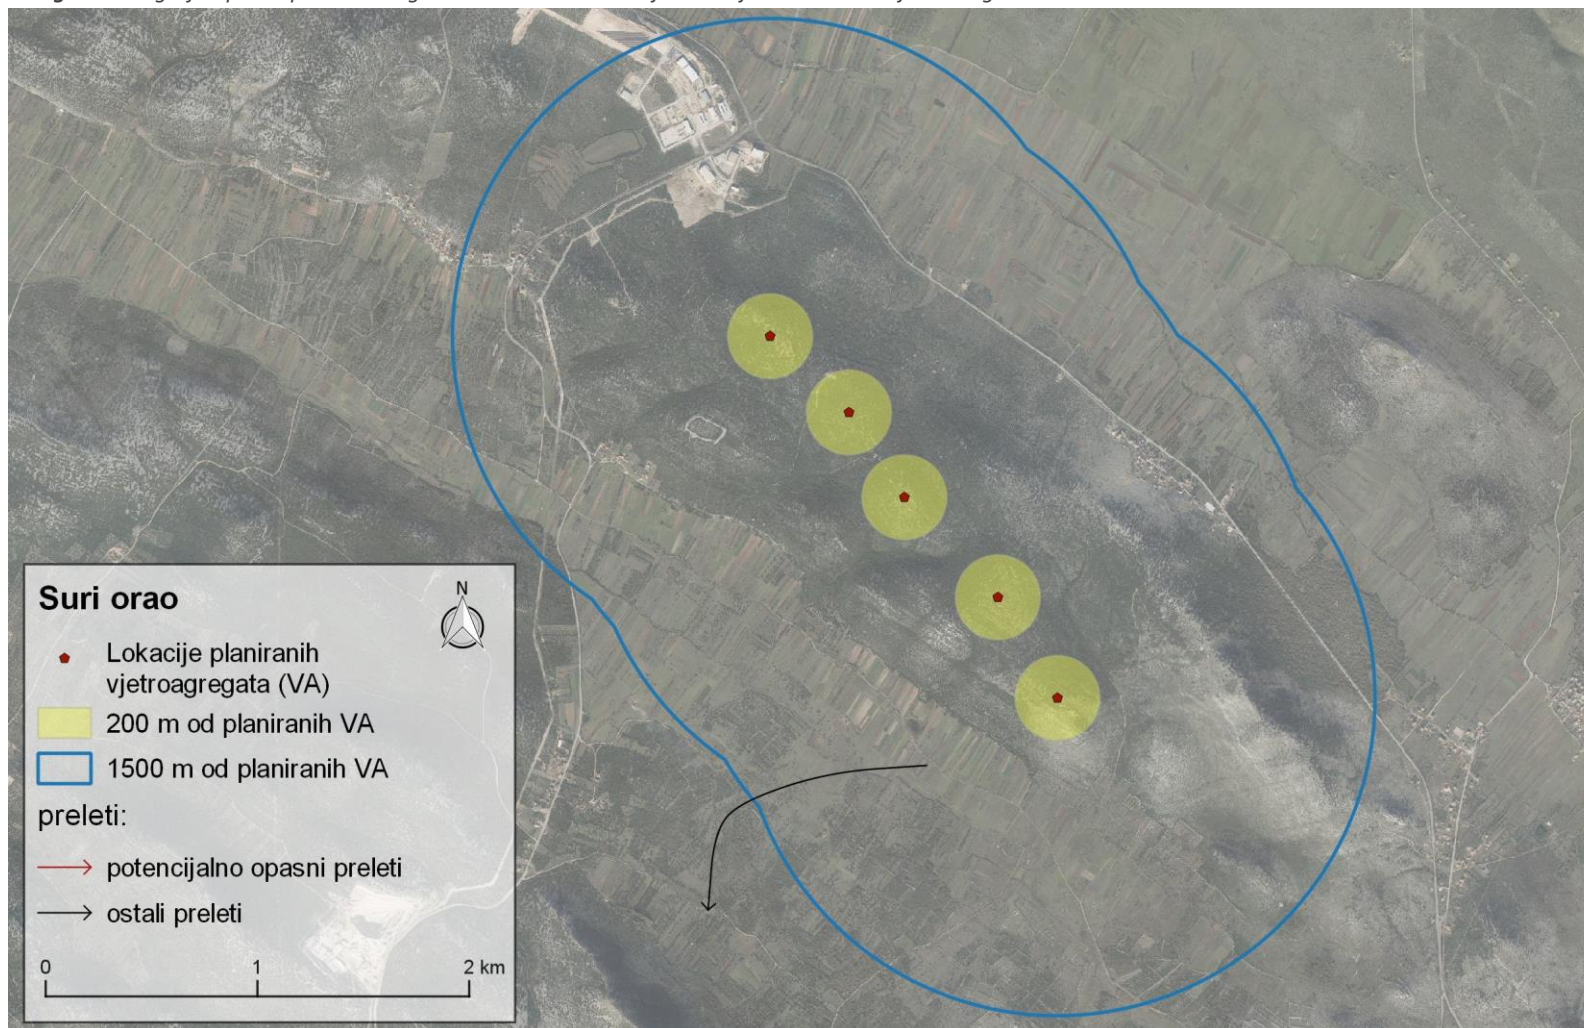 Suri orao
N
Lokacije planiranih
vjetroagregata (VA)
200 m od planiranih VA
1500 m od planiranih VA
preleti:
potencijalno opasni preleti
ostali preleti
0 1 2 km